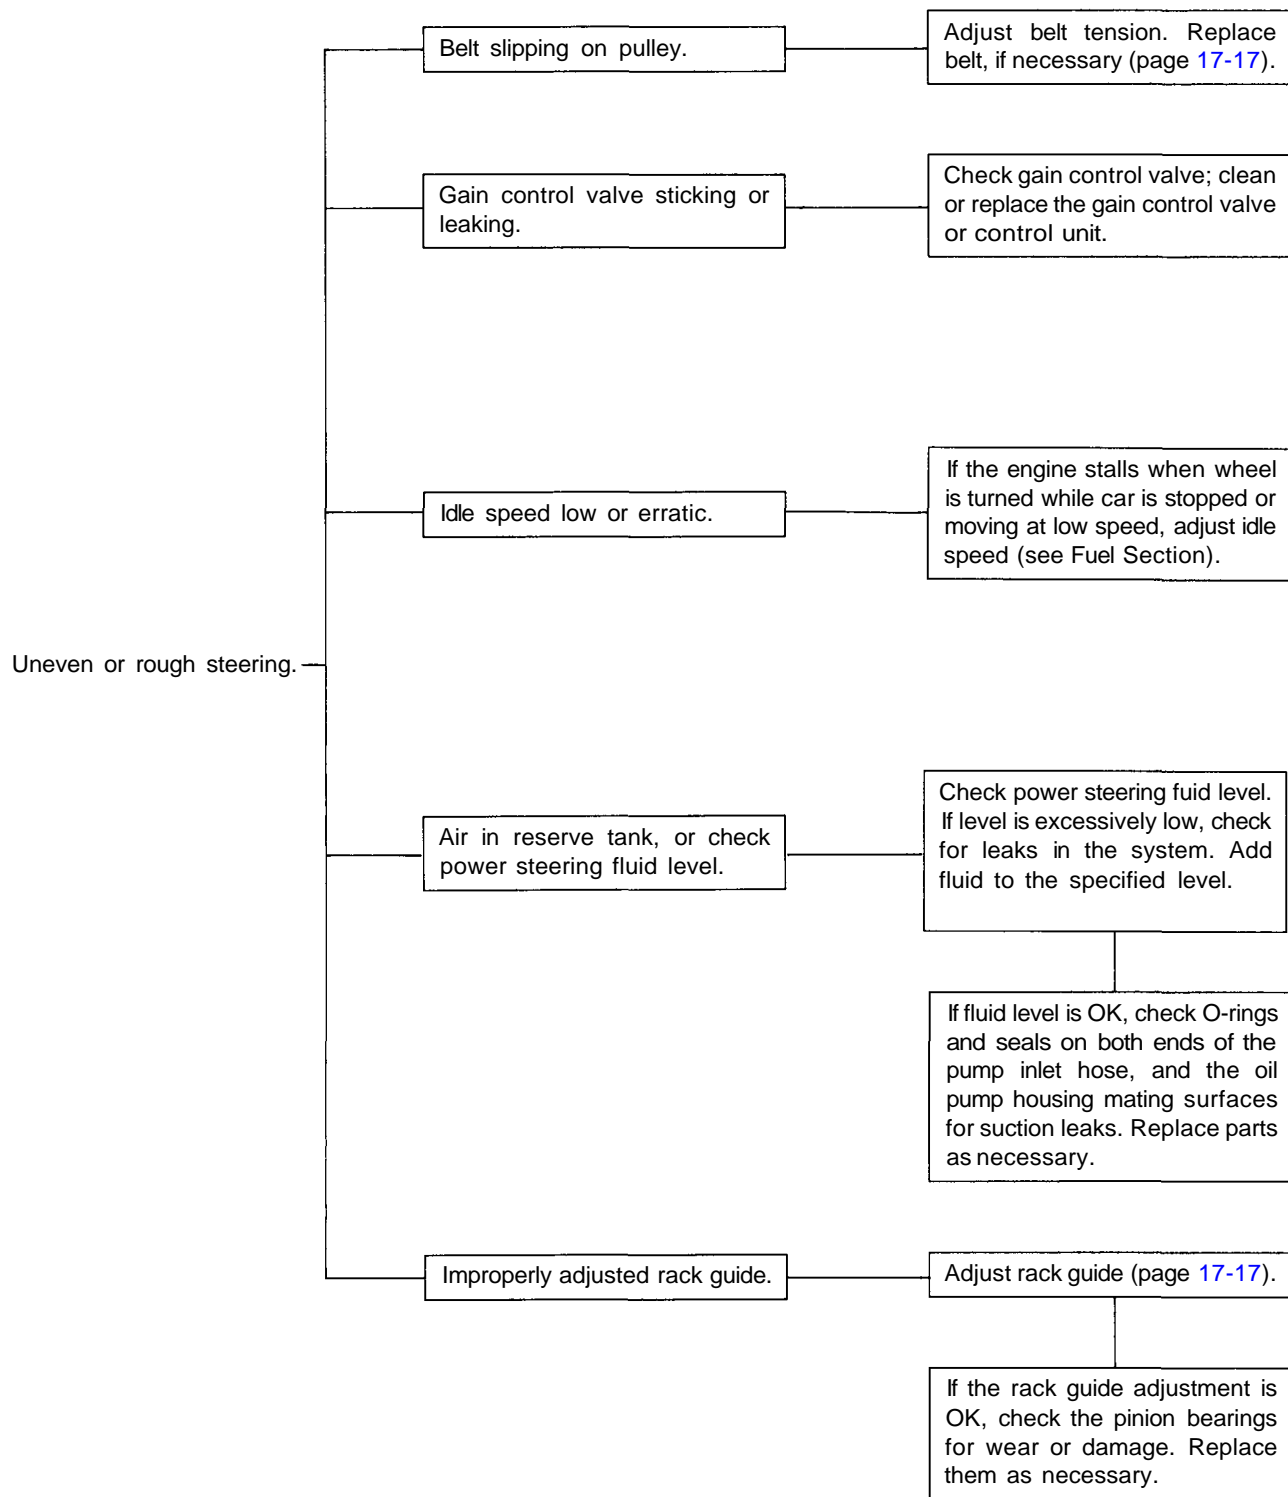 Belt slipping on pulley.
Adjust belt tension. Replace
belt, if necessary (page 17-17).
Gain control valve sticking or
leaking.
Check gain control valve; clean
or replace the gain control valve
or control unit.
Idle speed low or erratic.
If the engine stalls when wheel
is turned while car is stopped or
moving at low speed, adjust idle
speed (see Fuel Section).
Uneven or rough steering.
Air in reserve tank, or check
power steering fluid level.
Check power steering fuid level.
If level is excessively low, check
for leaks in the system. Add
fluid to the specified level.
If fluid level is OK, check O-rings
and seals on both ends of the
pump inlet hose, and the oil
pump housing mating surfaces
for suction leaks. Replace parts
as necessary.
Improperly adjusted rack guide.
Adjust rack guide (page 17-17).
If the rack guide adjustment is
OK, check the pinion bearings
for wear or damage. Replace
them as necessary.